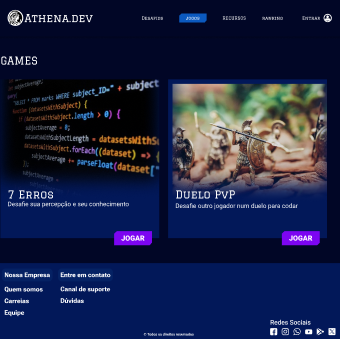 Athena.dev
Desafios
jogos
RECURSOS
ranking
Entrar
GAMES
7 Erros
Desafie sua percepção e seu conhecimento
JOGAR
Duelo PvP
Desafie outro jogador num duelo para codar
JOGAR
Nossa Empresa
Quem somos
Carreias
Equipe
Entre em contato
Canal de suporte
Dúvidas
Redes Sociais
© Todos os direitos reservados